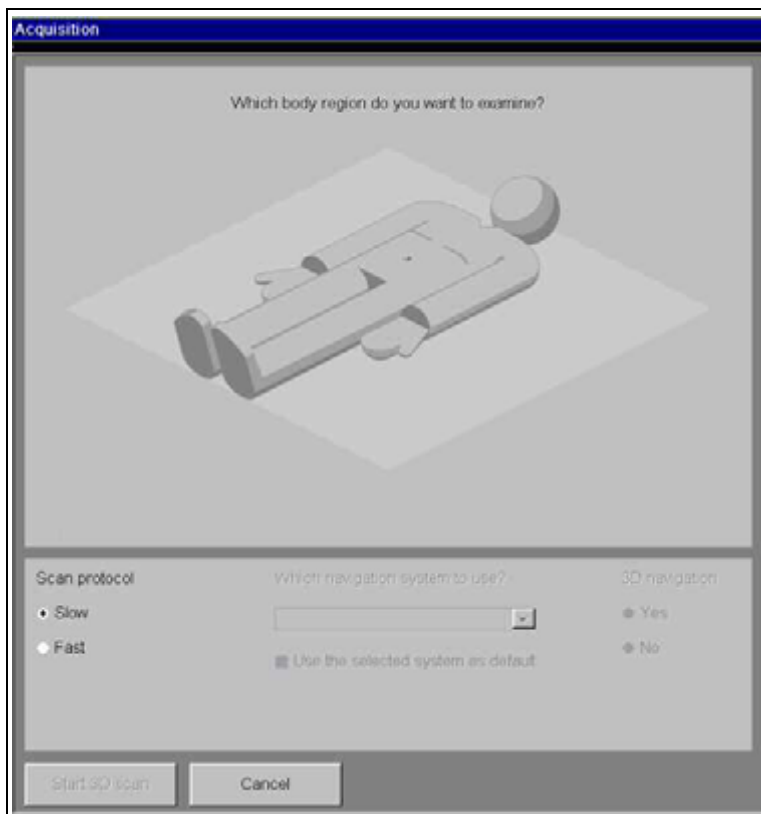 Acquisition
Which body region do you want to examine?
Scan protocol
Which navigation system to use?
3D navigation
Slow
Yes
Fast
Use the selected system as default
No
Start 3D scan
Cancel